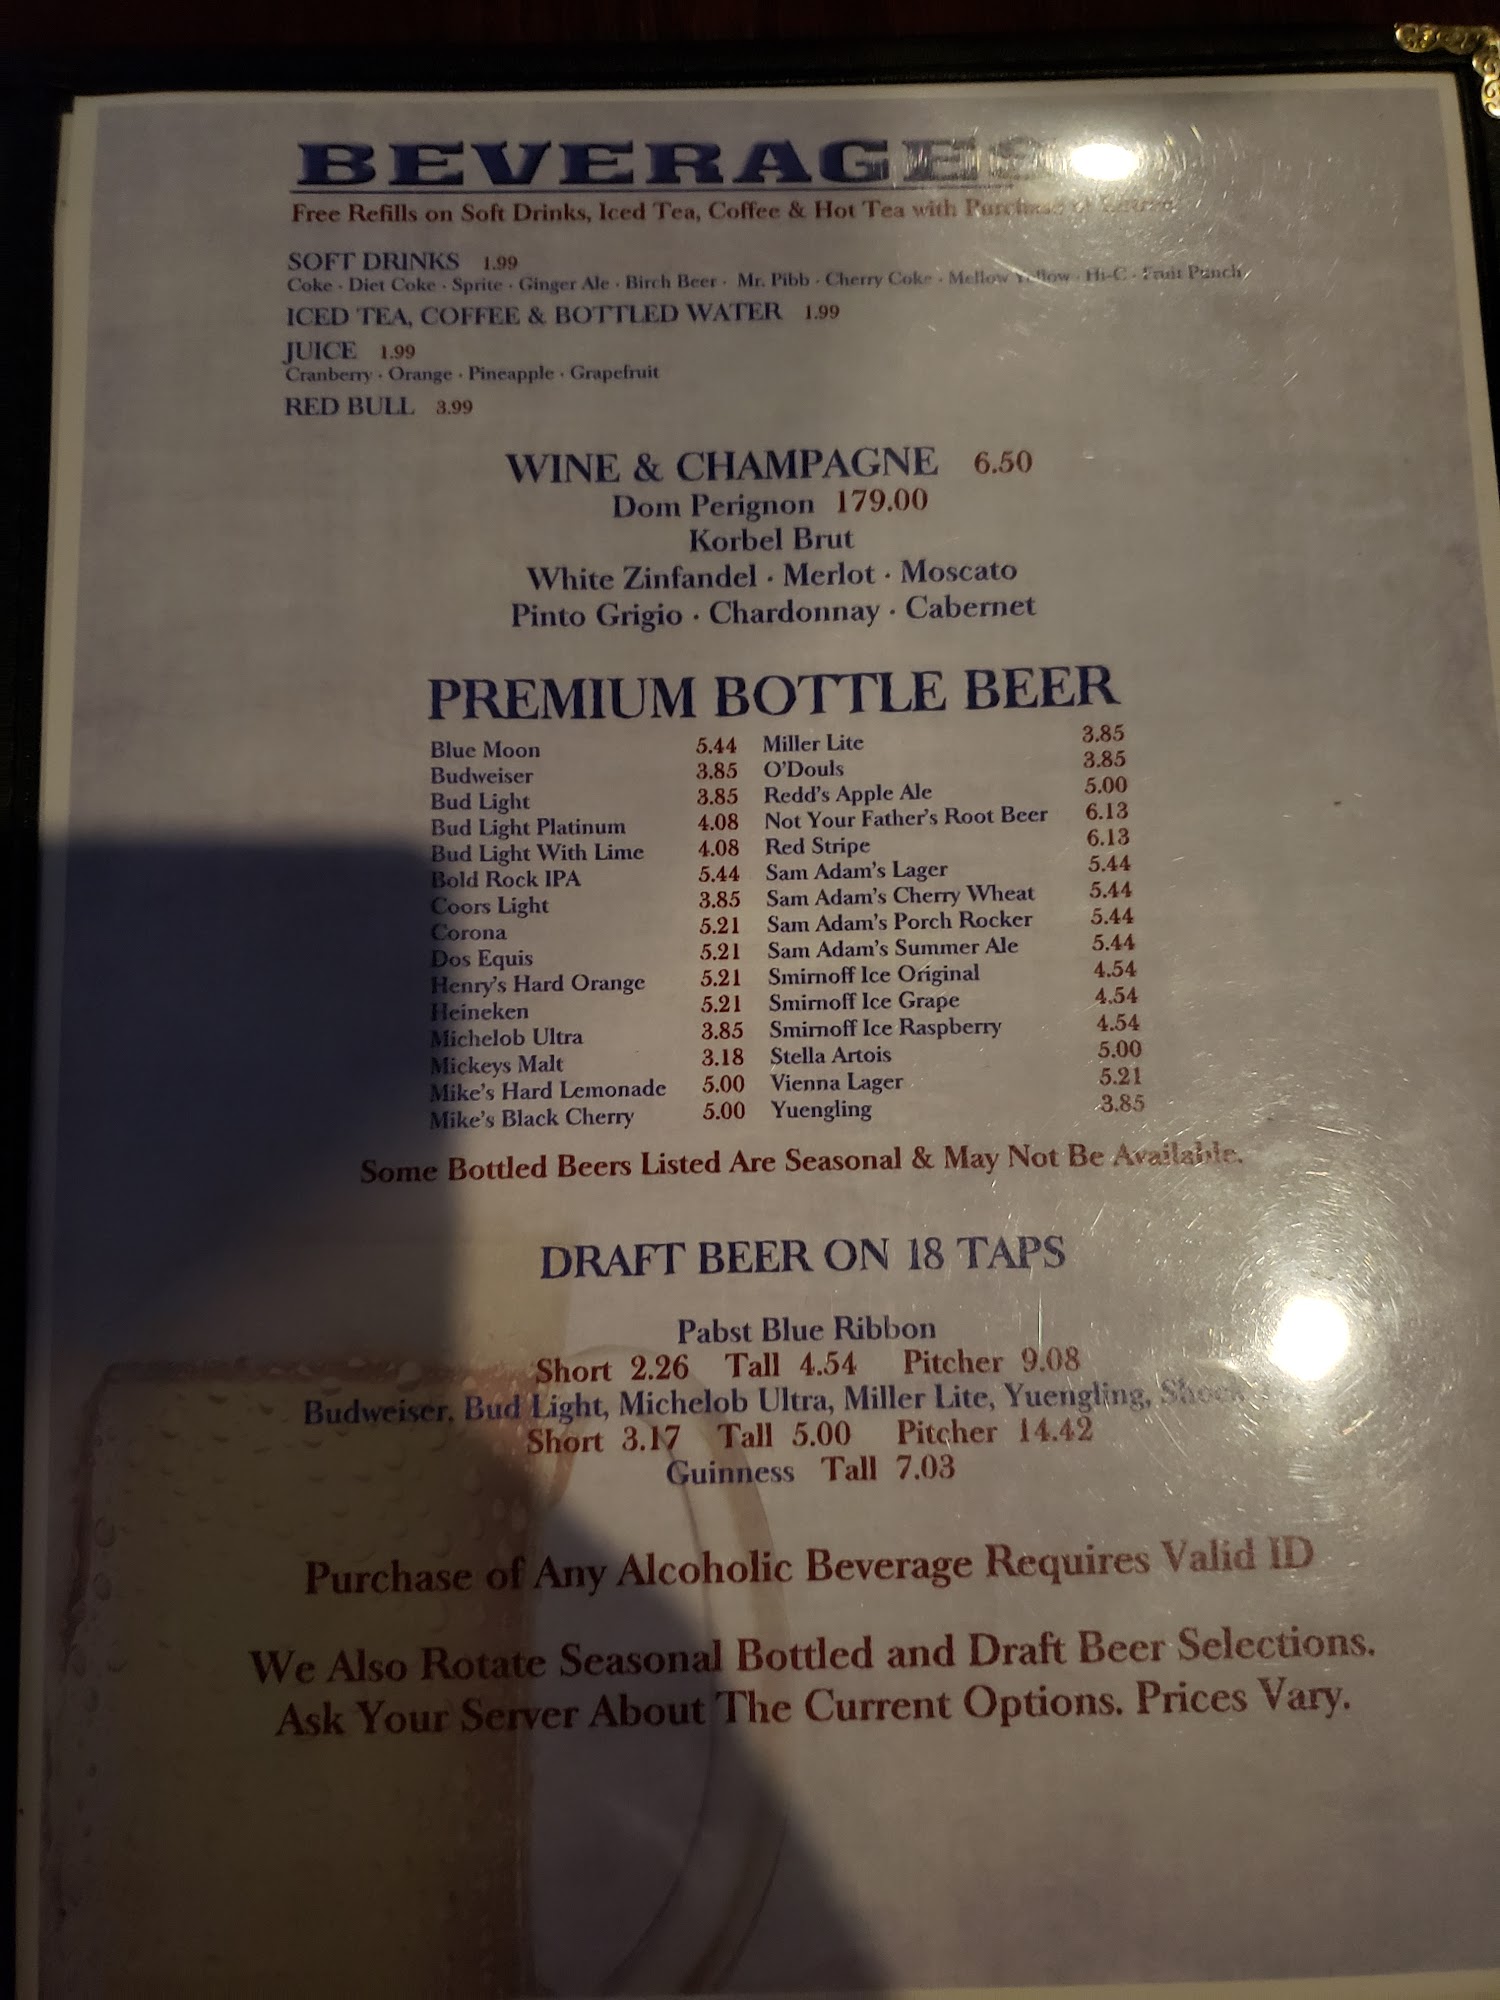 BEVERAGES
Free Refills on Soft Drinks, Iced Tea, Coffee & Hot Tea with Purchase of
SOFT DRINKS 1.99
Coke · Diet Coke · Sprite · Ginger Ale · Birch Beer · Mr. Pibb · Cherry Coke · Mellow Yellow · Hi-C · Fruit Punch
ICED TEA, COFFEE & BOTTLED WATER 1.99
JUICE 1.99
Cranberry · Orange · Pineapple · Grapefruit
RED BULL 3.99
WINE & CHAMPAGNE 6.50
Dom Perignon 179.00
Korbel Brut
White Zinfandel · Merlot · Moscato
Pinto Grigio · Chardonnay · Cabernet
PREMIUM BOTTLE BEER
Blue Moon 5.44 Miller Lite 3.85
Budweiser 3.85 O'Douls 3.85
Bud Light 3.85 Redd's Apple Ale 5.00
Bud Light Platinum 4.08 Not Your Father's Root Beer 6.13
Bud Light With Lime 4.08 Red Stripe 6.13
Bold Rock IPA 5.44 Sam Adam's Lager 5.44
Coors Light 3.85 Sam Adam's Cherry Wheat 5.44
Corona 5.21 Sam Adam's Porch Rocker 5.44
Dos Equis 5.21 Sam Adam's Summer Ale 5.44
Henry's Hard Orange 5.21 Smirnoff Ice Original 4.54
Heineken 5.21 Smirnoff Ice Grape 4.54
Michelob Ultra 3.85 Smirnoff Ice Raspberry 4.54
Mickeys Malt 3.18 Stella Artois 5.00
Mike's Hard Lemonade 5.00 Vienna Lager 5.21
Mike's Black Cherry 5.00 Yuengling 3.85
Some Bottled Beers Listed Are Seasonal & May Not Be Available.
DRAFT BEER ON 18 TAPS
Pabst Blue Ribbon
Short 2.26 Tall 4.54 Pitcher 9.08
Budweiser, Bud Light, Michelob Ultra, Miller Lite, Yuengling,
Short 3.17 Tall 5.00 Pitcher 14.42
Guinness Tall 7.03
Purchase of Any Alcoholic Beverage Requires Valid ID
We Also Rotate Seasonal Bottled and Draft Beer Selections.
Ask Your Server About The Current Options. Prices Vary.